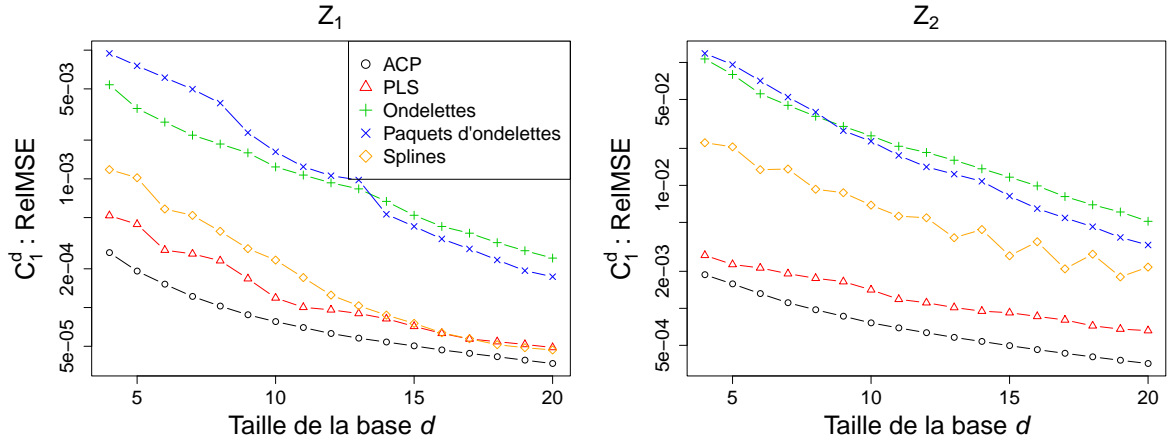 Z1
C1d : RelMSE
5e-03
1e-03
2e-04
5e-05
5
10
15
20
Taille de la base d
ACP
PLS
Ondelettes
Paquets d'ondelettes
Splines
Z2
C1d : RelMSE
5e-02
1e-02
2e-03
5e-04
5
10
15
20
Taille de la base d